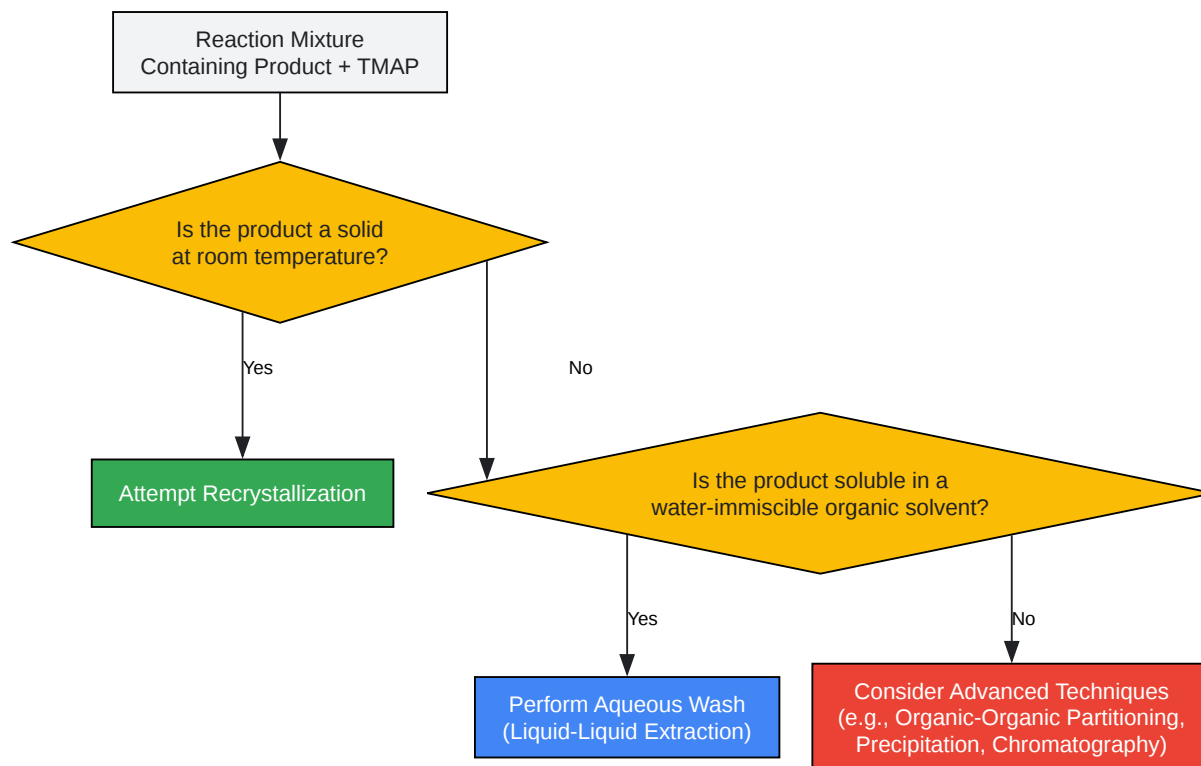 Reaction Mixture
Containing Product + TMAP
Is the product a solid
at room temperature?
Yes
No
Attempt Recrystallization
Is the product soluble in a
water-immiscible organic solvent?
Yes
No
Perform Aqueous Wash
(Liquid-Liquid Extraction)
Consider Advanced Techniques
(e.g., Organic-Organic Partitioning,
Precipitation, Chromatography)